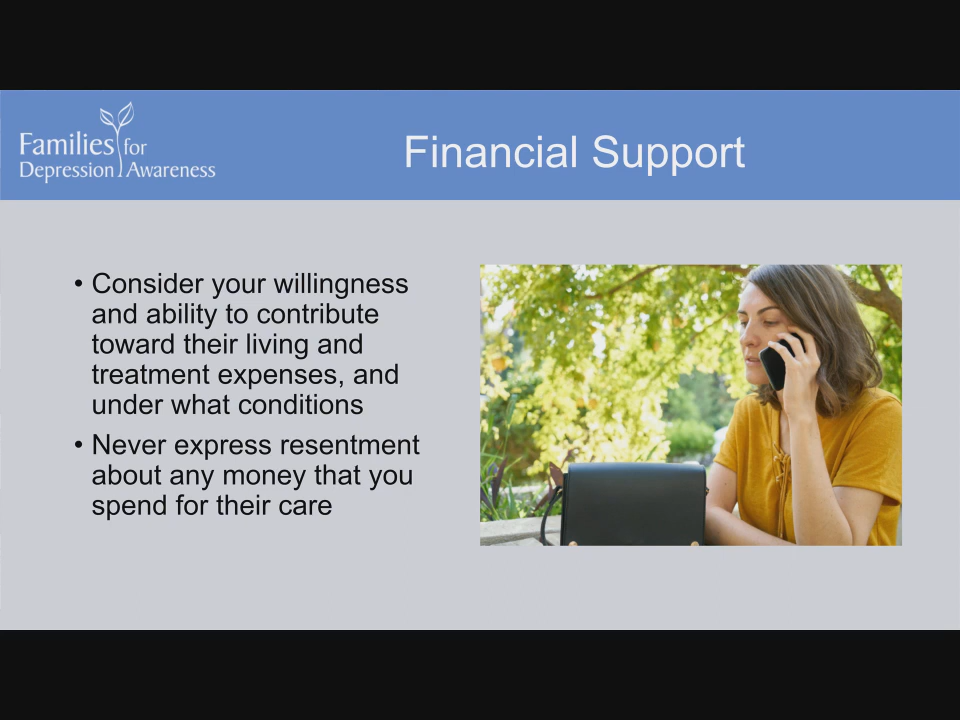 Families for
Depression Awareness
Financial Support
• Consider your willingness
and ability to contribute
toward their living and
treatment expenses, and
under what conditions
• Never express resentment
about any money that you
spend for their care